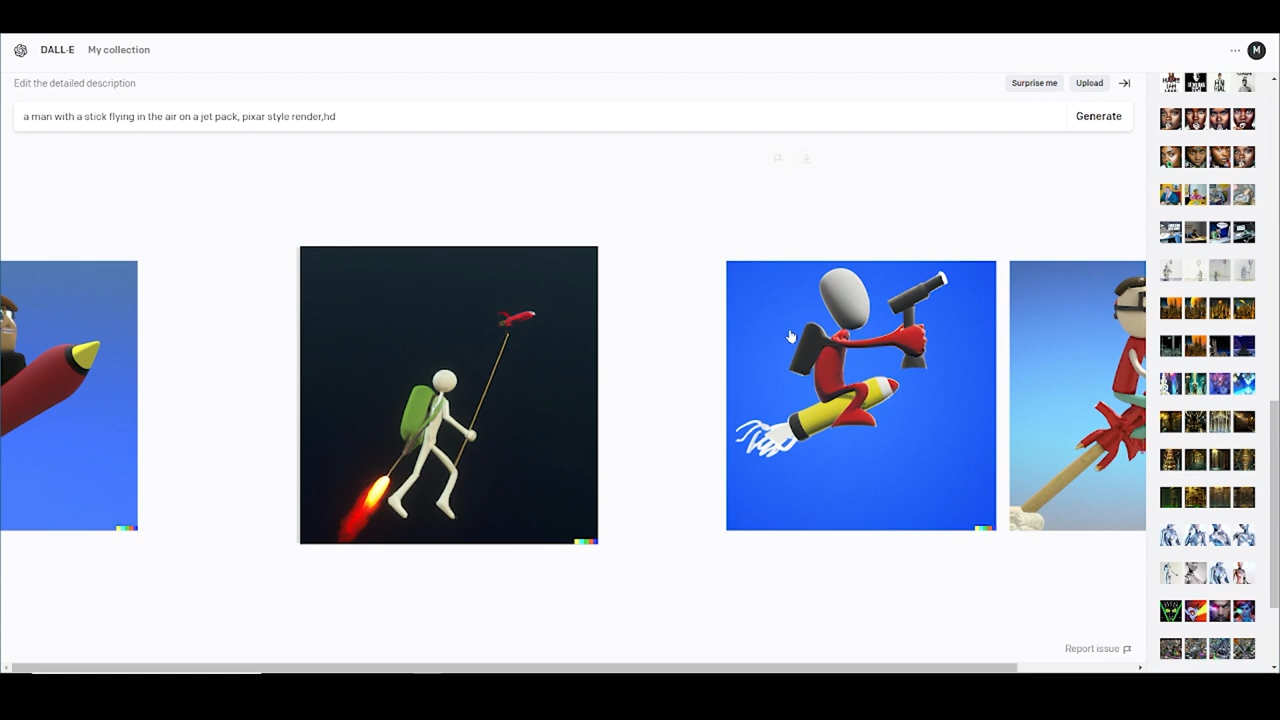 DALL·E My collection
M
Edit the detailed description
Surprise me Upload
a man with a stick flying in the air on a jet pack, pixar style render,hd
Generate
Report issue